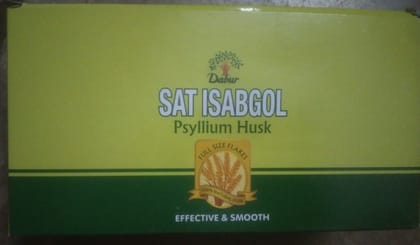 Dabur
SAT ISABGOL
Psyllium Husk
FULL SIZE FLAKES
EFFECTIVE & SMOOTH